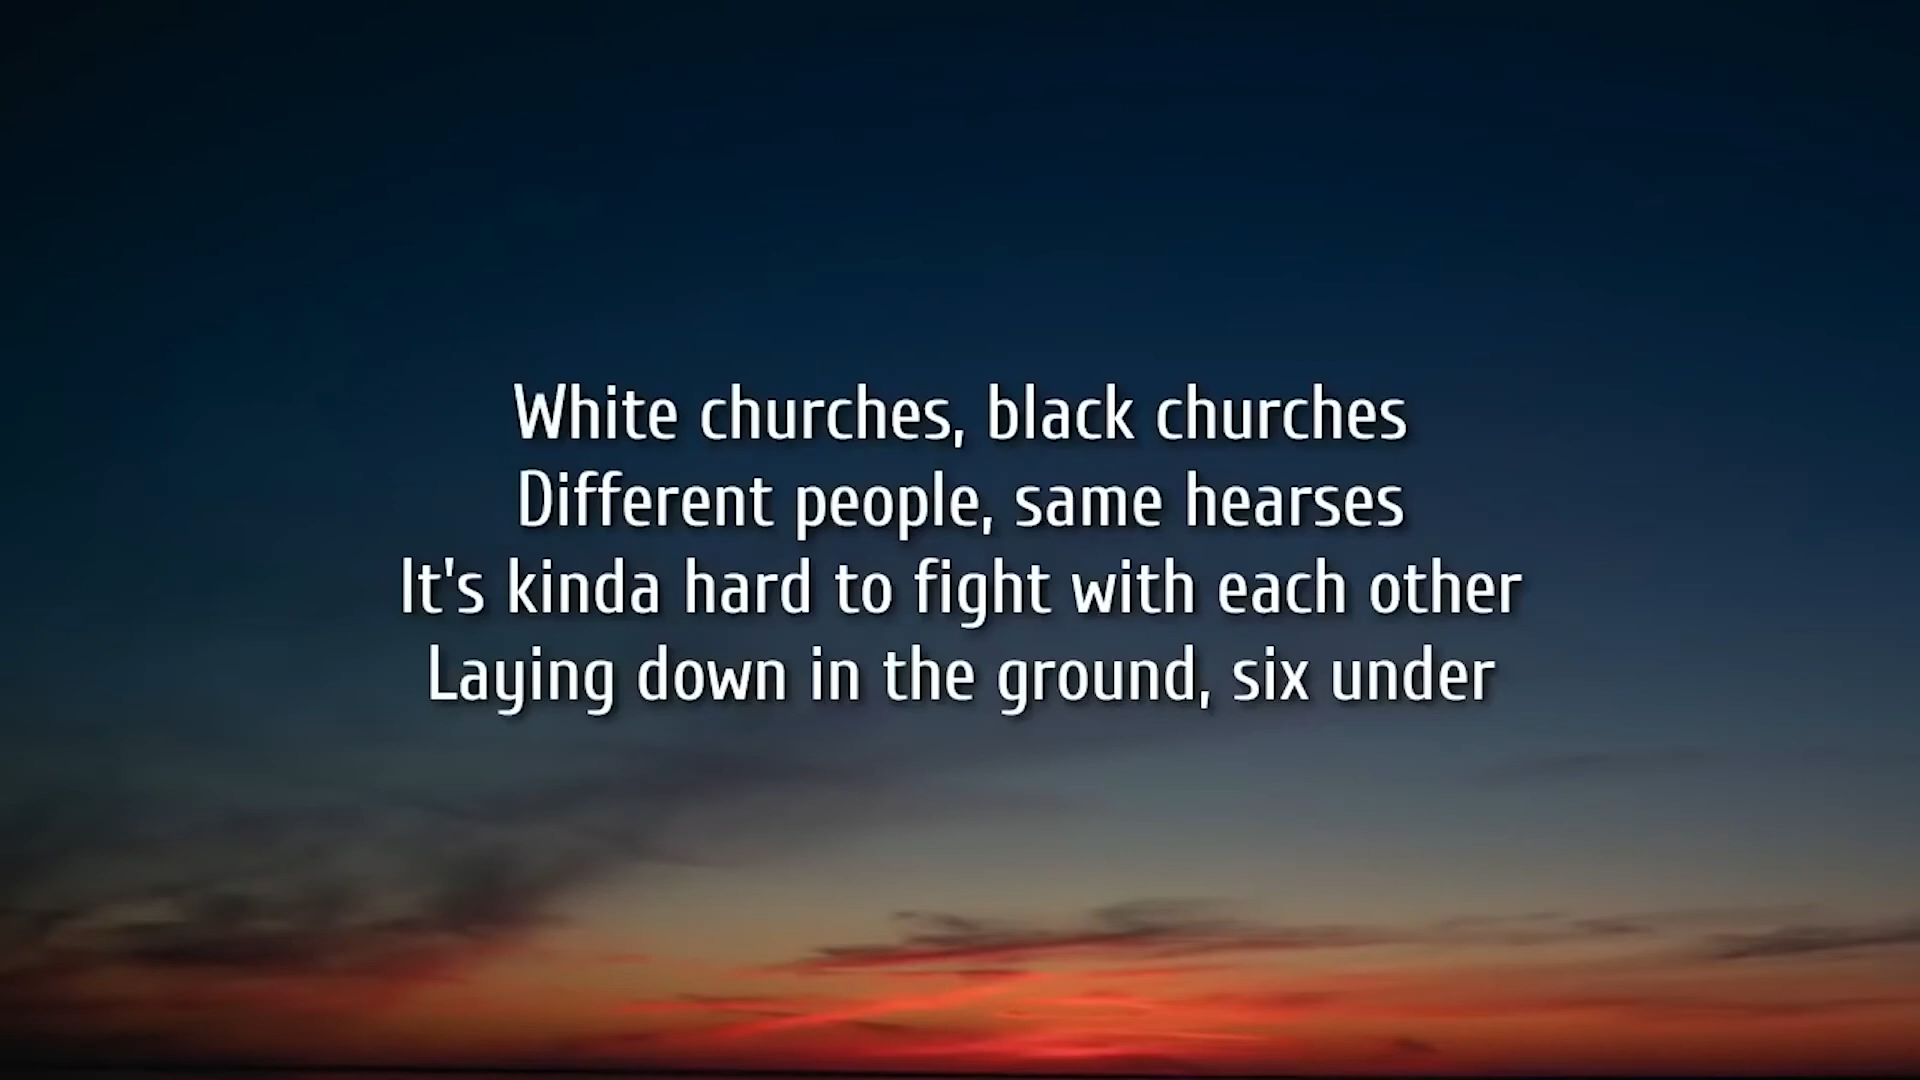 White churches, black churches
Different people, same hearses
It's kinda hard to fight with each other
Laying down in the ground, six under